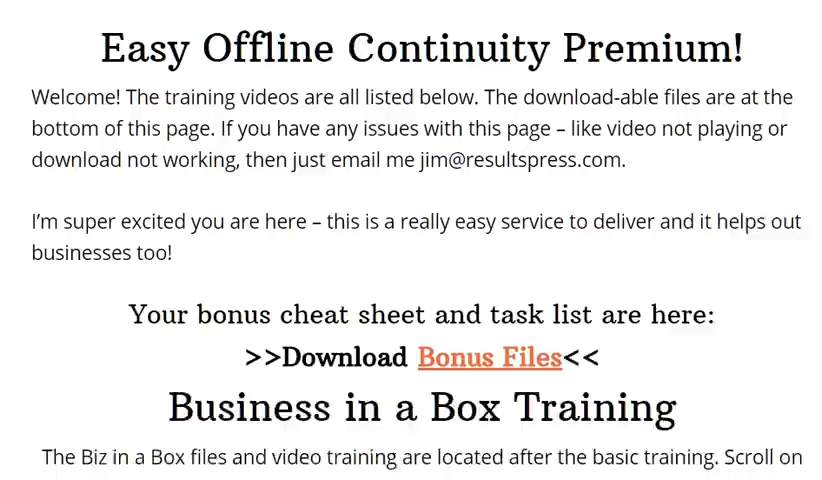 Easy Offline Continuity Premium!
Welcome! The training videos are all listed below. The download-able files are at the
bottom of this page. If you have any issues with this page – like video not playing or
download not working, then just email me jim@resultspress.com.
I’m super excited you are here – this is a really easy service to deliver and it helps out
businesses too!
Your bonus cheat sheet and task list are here:
>>Download Bonus Files<<
Business in a Box Training
The Biz in a Box files and video training are located after the basic training. Scroll on